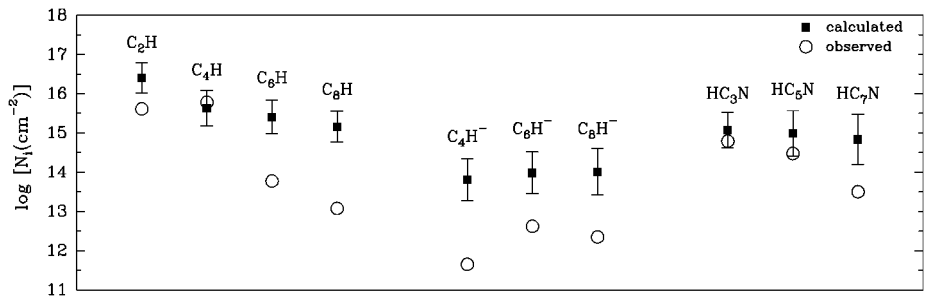 18
17
16
15
14
13
12
11
log [N_i(cm⁻²)]
■ calculated
○ observed
C₂H
C₄H
C₆H
C₈H
C₄H⁻
C₆H⁻
C₈H⁻
HC₃N
HC₅N
HC₇N